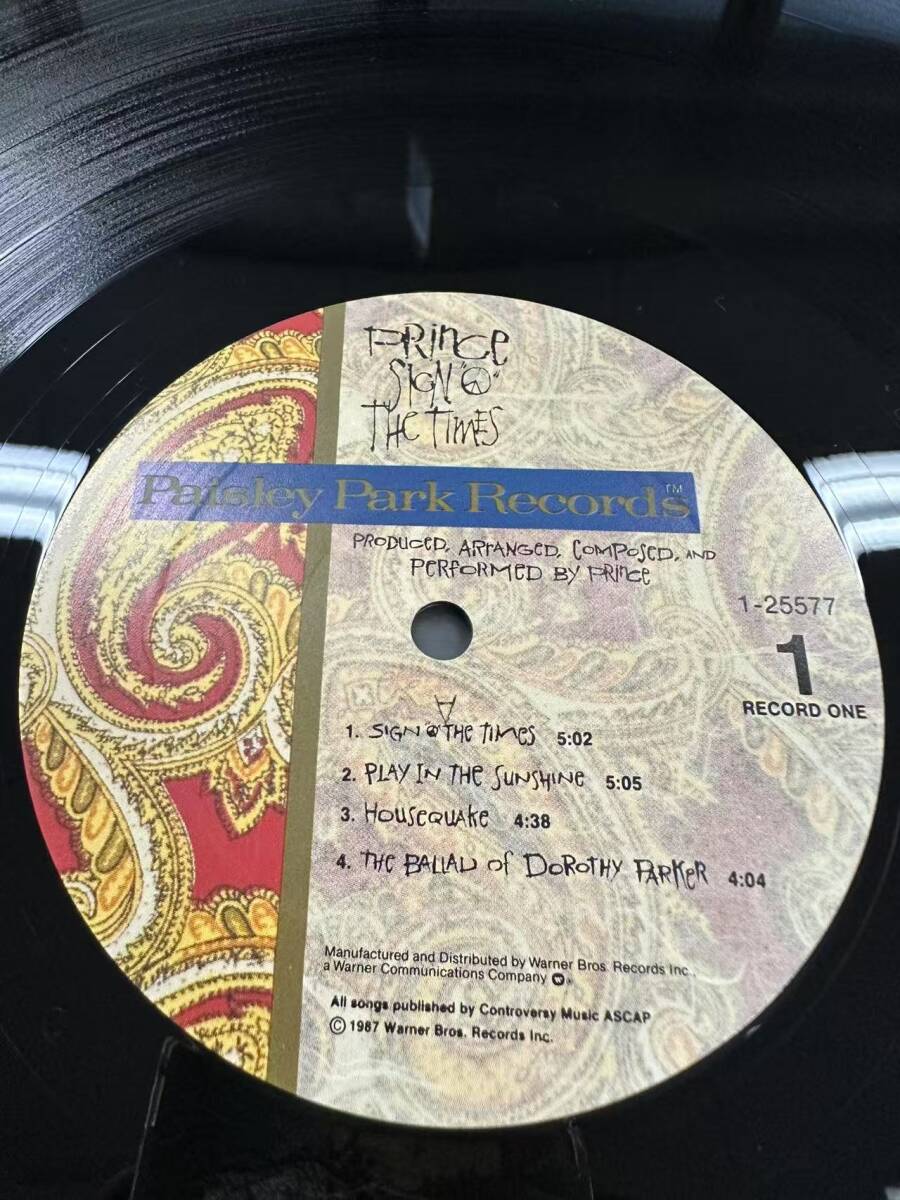 PRINCE
SIGN "☮"
THE TIMES
Paisley Park Records™
PRODUCED, ARRANGED, COMPOSED, AND
PERFORMED BY PRINCE
1-25577
1
RECORD ONE
1. SIGN "☮" THE TIMES 5:02
2. PLAY IN THE SUNSHINE 5:05
3. HOUSEQUAKE 4:38
4. THE BALLAD of DOROTHY PARKER 4:04
Manufactured and Distributed by Warner Bros. Records Inc.,
a Warner Communications Company
All songs published by Controversy Music ASCAP
© 1987 Warner Bros. Records Inc.